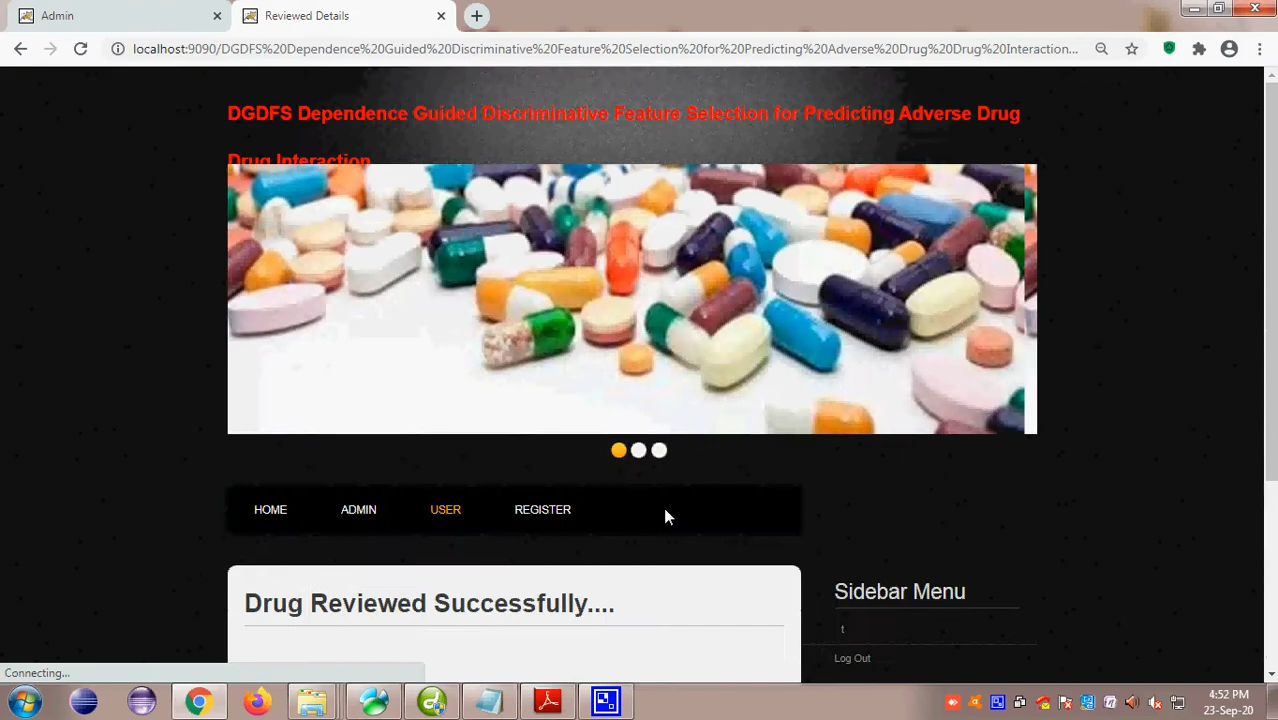 Admin
Reviewed Details
localhost:9090/DGDFS%20Dependence%20Guided%20Discriminative%20Feature%20Selection%20for%20Predicting%20Adverse%20Drug%20Drug%20Interaction...
DGDFS Dependence Guided Discriminative Feature Selection for Predicting Adverse Drug
Drug Interaction
HOME ADMIN USER REGISTER
Drug Reviewed Successfully....
Sidebar Menu
t
Log Out
Connecting...
4:52 PM
23-Sep-20